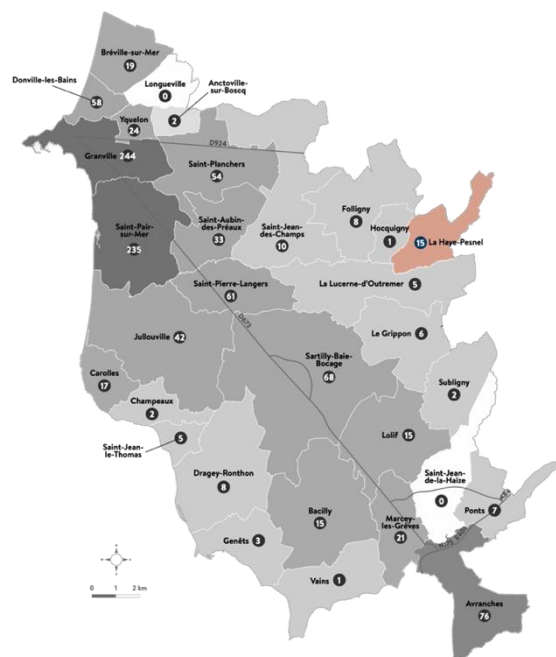 Bréville-sur-Mer
19
Longueville
0
Anctoville-
sur-Boscq
2
Donville-les-Bains
58
Yquelon
24
D924
Granville 244
Saint-Planchers
54
Folligny
8
Hocquigny
1
15 La Haye-Pesnel
Saint-Pair-
sur-Mer
235
Saint-Aubin-
des-Préaux
33
Saint-Jean-
des-Champs
10
Saint-Pierre-Langers
61
La Lucerne-d'Outremer 5
D673
Jullouville 42
Le Grippon 6
Sartilly-Baie-
Bocage
68
Carolles
17
Champeaux
2
Subligny
2
Saint-Jean-
le-Thomas
5
Lolif 15
Dragey-Ronthon
8
Saint-Jean-
de-la-Haize
0
Ponts 7
Bacilly
15
Marcey-
les-Grèves
21
Genêts 3
Vains 1
Avranches
76
0 1 2 km